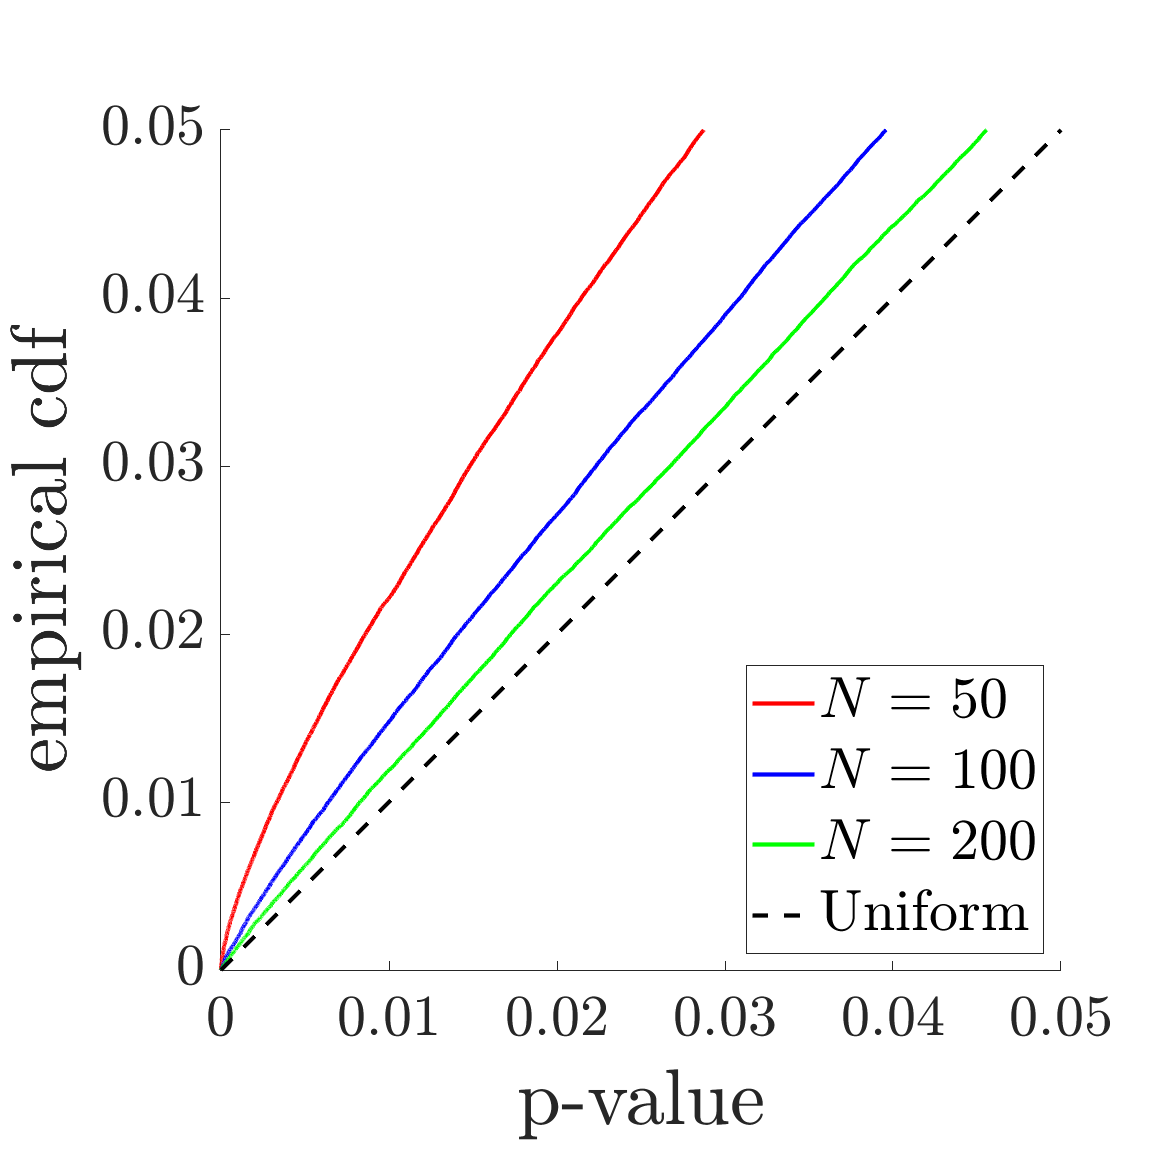 0.05
0.04
0.03
0.02
0.01
0
empirical cdf
0 0.01 0.02 0.03 0.04 0.05
p-value
N = 50
N = 100
N = 200
Uniform